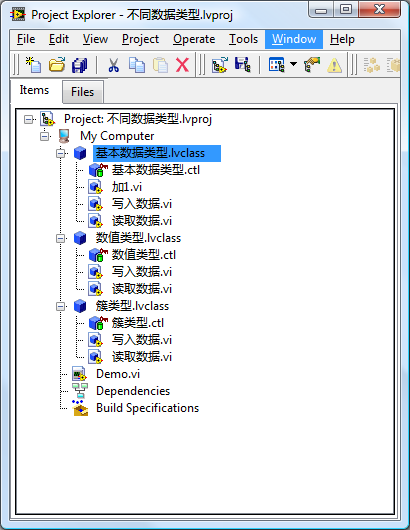 Project Explorer - 不同数据类型.lvproj
File Edit View Project Operate Tools Window Help
Items Files
Project: 不同数据类型.lvproj
My Computer
基本数据类型.lvclass
基本数据类型.ctl
加1.vi
写入数据.vi
读取数据.vi
数值类型.lvclass
数值类型.ctl
写入数据.vi
读取数据.vi
簇类型.lvclass
簇类型.ctl
写入数据.vi
读取数据.vi
Demo.vi
Dependencies
Build Specifications